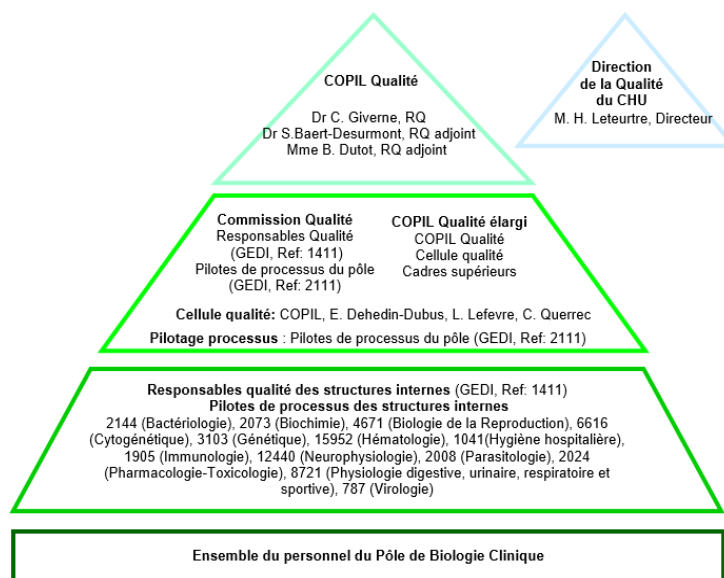 COPIL Qualité
Dr C. Giverne, RQ
Dr S.Baert-Desurmont, RQ adjoint
Mme B. Dutot, RQ adjoint
Direction
de la Qualité
du CHU
M. H. Leteurtre, Directeur
Commission Qualité
Responsables Qualité
(GEDI, Ref: 1411)
Pilotes de processus du pôle
(GEDI, Ref: 2111)
COPIL Qualité élargi
COPIL Qualité
Cellule qualité
Cadres supérieurs
Cellule qualité: COPIL, E. Dehedin-Dubus, L. Lefevre, C. Querrec
Pilotage processus : Pilotes de processus du pôle (GEDI, Ref: 2111)
Responsables qualité des structures internes (GEDI, Ref: 1411)
Pilotes de processus des structures internes
2144 (Bactériologie), 2073 (Biochimie), 4671 (Biologie de la Reproduction), 6616
(Cytogénétique), 3103 (Génétique), 15952 (Hématologie), 1041(Hygiène hospitalière),
1905 (Immunologie), 12440 (Neurophysiologie), 2008 (Parasitologie), 2024
(Pharmacologie-Toxicologie), 8721 (Physiologie digestive, urinaire, respiratoire et
sportive), 787 (Virologie)
Ensemble du personnel du Pôle de Biologie Clinique